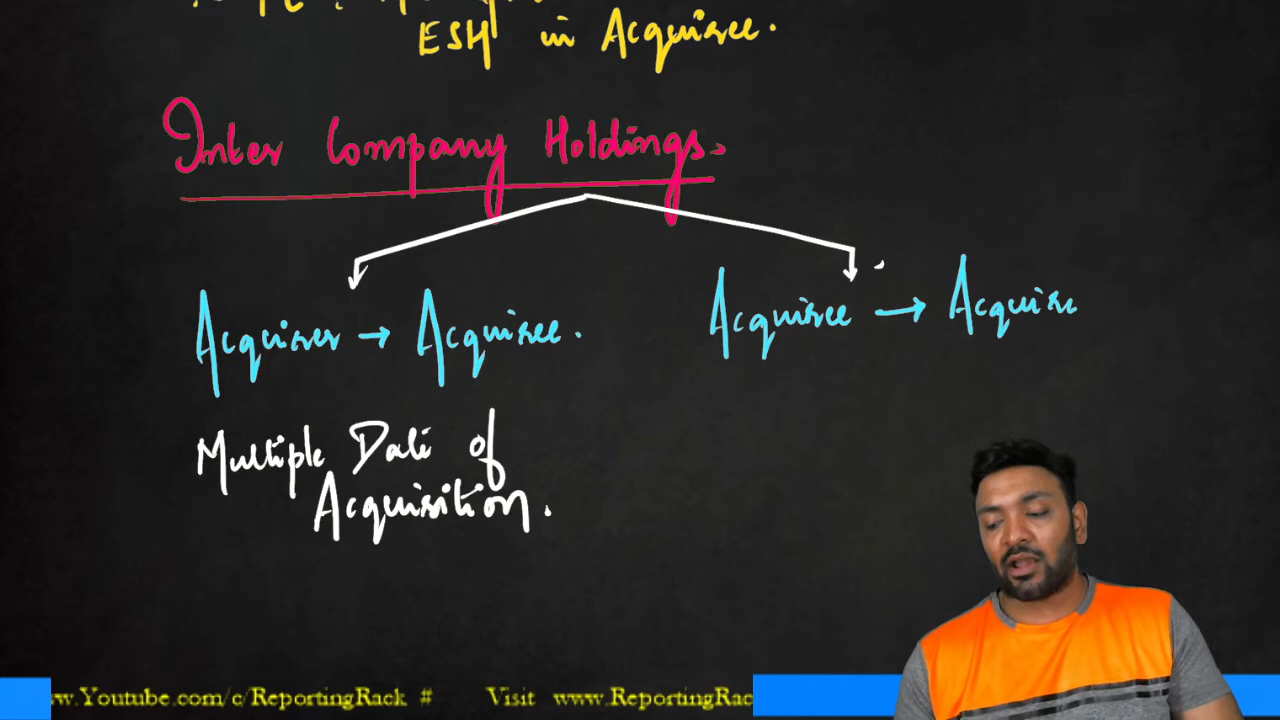 ESH in Acquiree.
Inter Company Holdings.
Acquirer → Acquiree.
Acquiree → Acquire
Multiple Date of
Acquisition.
w.Youtube.com/c/ReportingRack # Visit www.ReportingRac